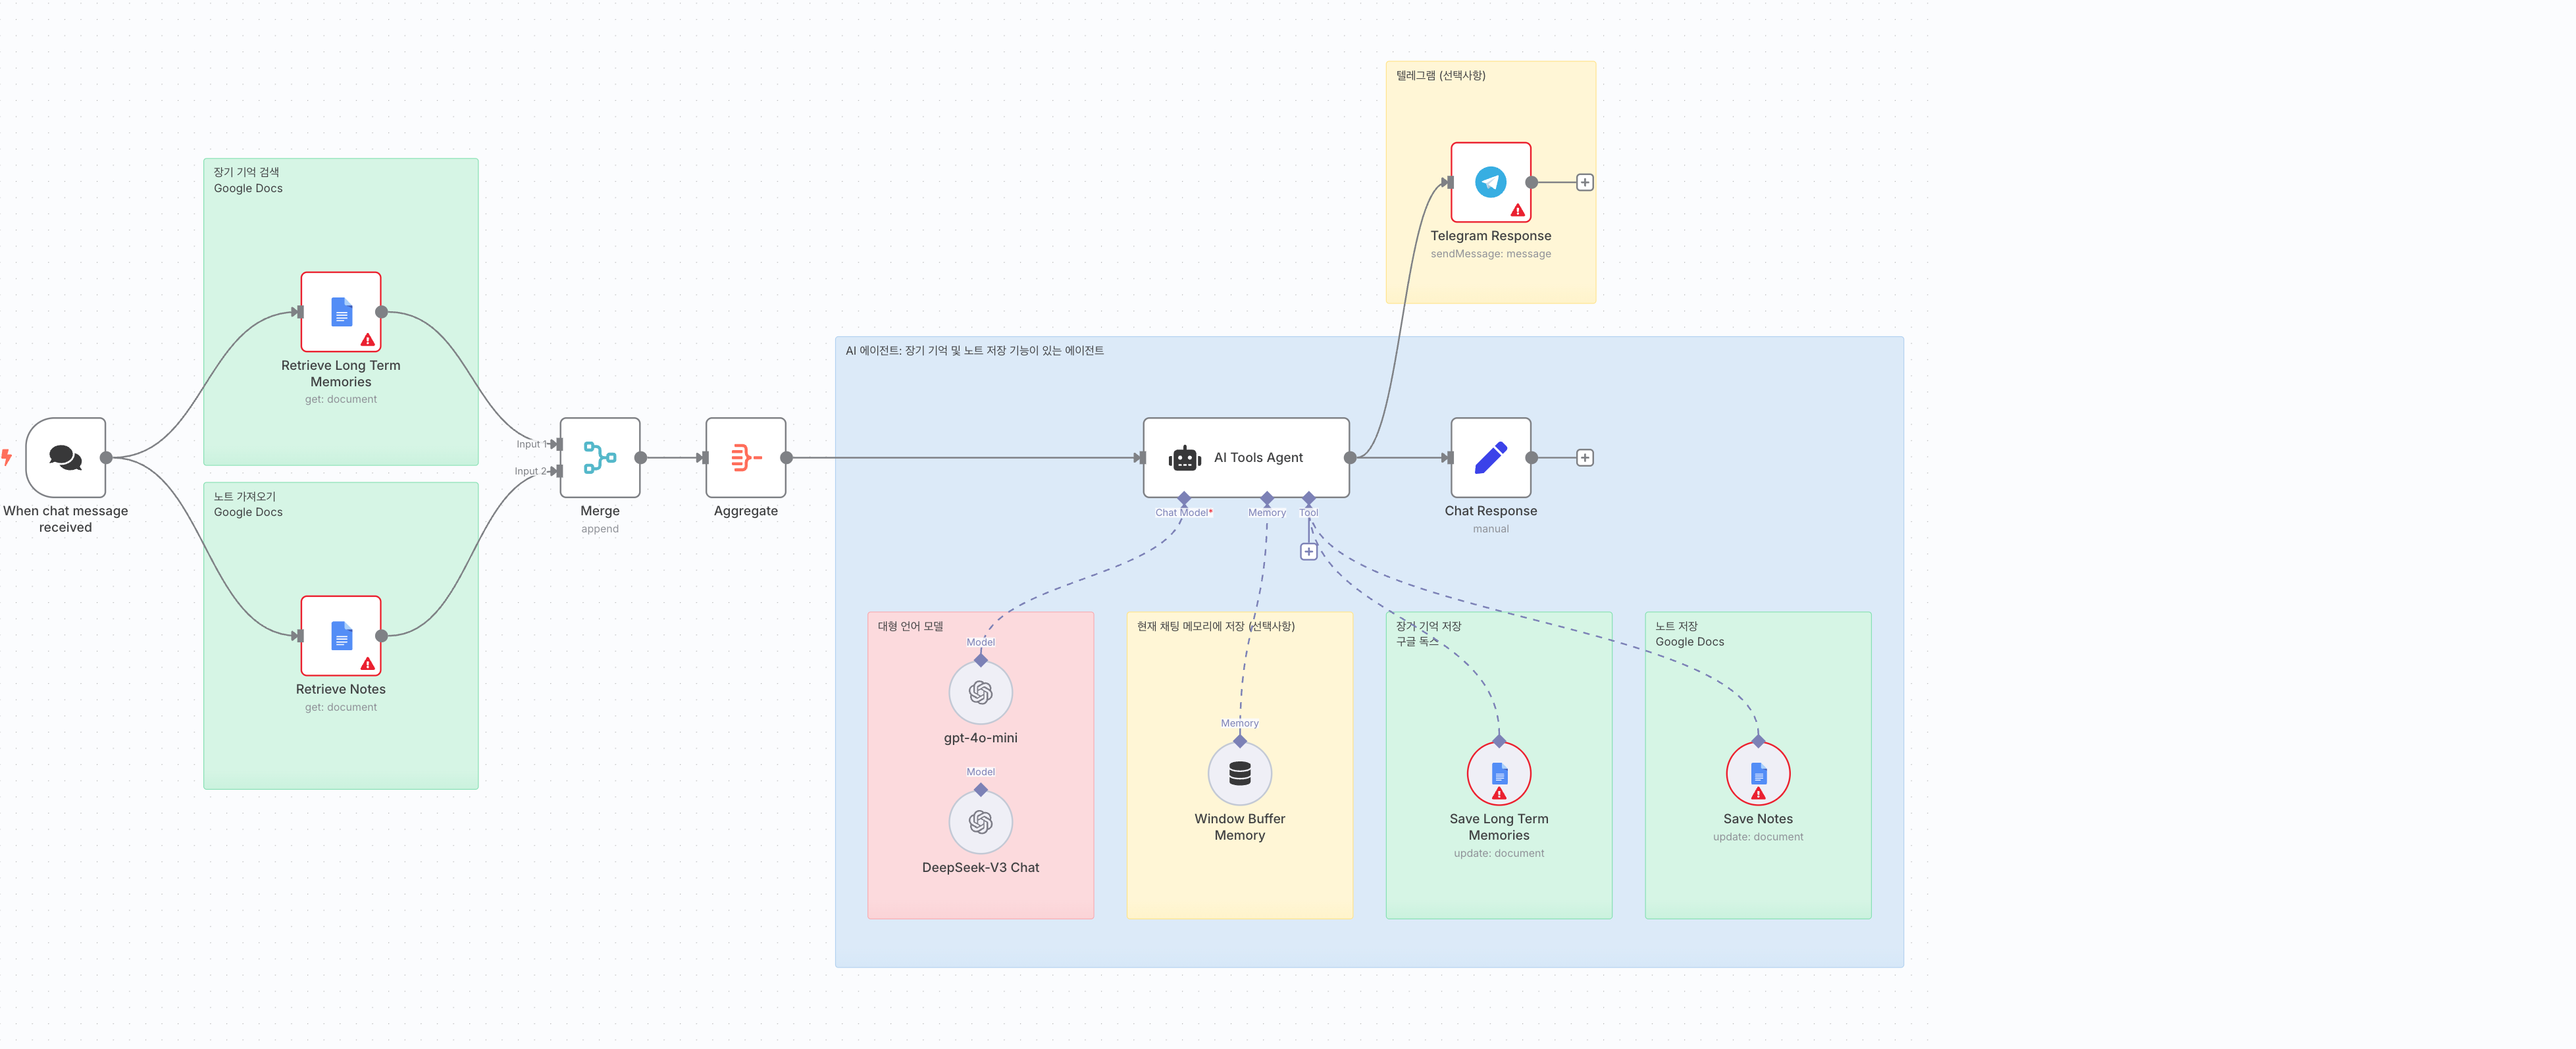 텔레그램 (선택사항)
Telegram Response
sendMessage: message
장기 기억 검색
Google Docs
Retrieve Long Term
Memories
get: document
When chat message
received
노트 가져오기
Google Docs
Retrieve Notes
get: document
Input 1
Input 2
Merge
append
Aggregate
AI 에이전트: 장기 기억 및 노트 저장 기능이 있는 에이전트
AI Tools Agent
Chat Model*
Memory
Tool
Chat Response
manual
대형 언어 모델
Model
gpt-4o-mini
Model
DeepSeek-V3 Chat
현재 채팅 메모리에 저장 (선택사항)
Memory
Window Buffer
Memory
장기 기억 저장
구글 독스
Save Long Term
Memories
update: document
노트 저장
Google Docs
Save Notes
update: document